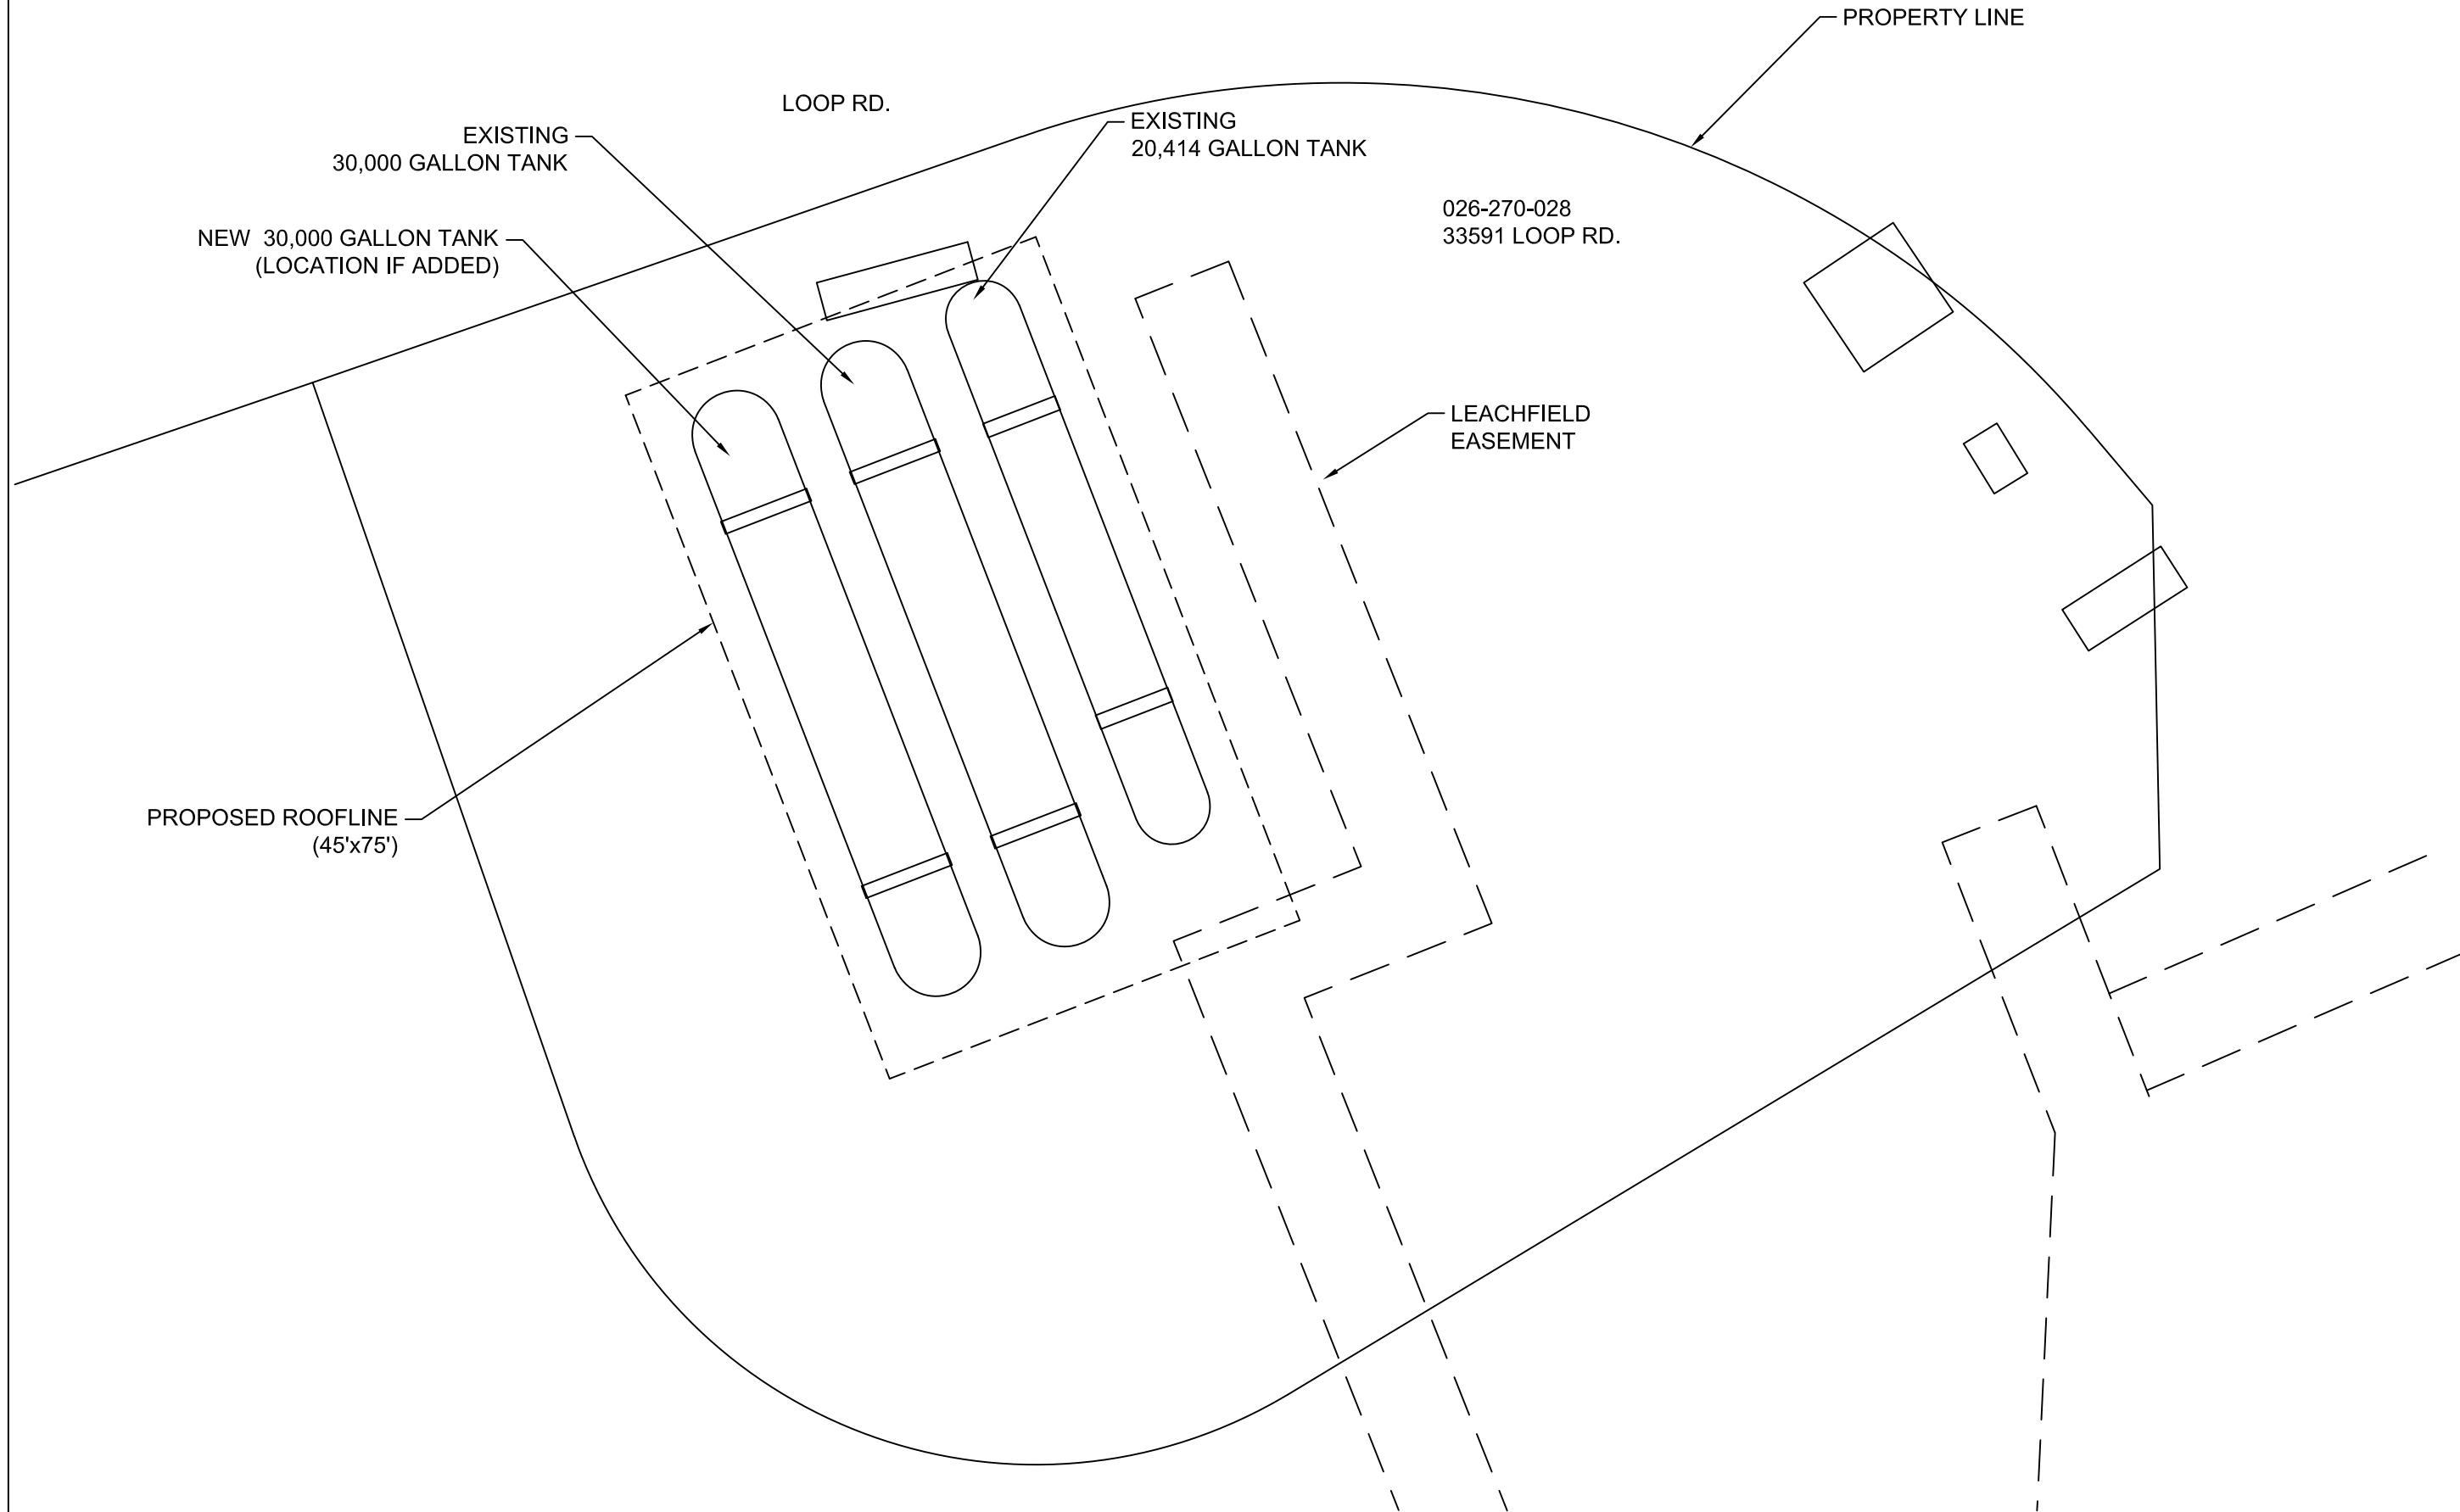 PROPERTY LINE
LOOP RD.
EXISTING
30,000 GALLON TANK
EXISTING
20,414 GALLON TANK
026-270-028
33591 LOOP RD.
NEW  30,000 GALLON TANK
(LOCATION IF ADDED)
LEACHFIELD
EASEMENT
PROPOSED ROOFLINE
(45'x75')